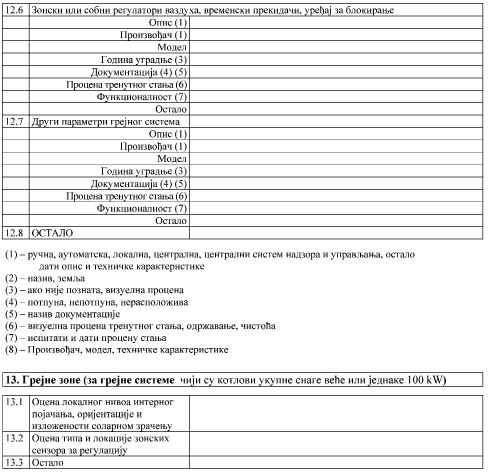 12.6 Зонски или собни регулатори ваздуха, временски прекидачи, уређај за блокирање
Опис (1)
Произвођач (1)
Модел
Година уградње (3)
Документација (4) (5)
Процена тренутног стања (6)
Функционалност (7)
Остало
12.7 Други параметри грејног система
Опис (1)
Произвођач (1)
Модел
Година уградње (3)
Документација (4) (5)
Процена тренутног стања (6)
Функционалност (7)
Остало
12.8 ОСТАЛО
(1) – ручна, аутоматска, локална, централна, централни систем надзора и управљања, остало
дати опис и техничке карактеристике
(2) – назив, земља
(3) – ако није позната, визуелна процена
(4) – потпуна, непотпуна, нерасположива
(5) – назив документације
(6) – визуелна процена тренутног стања, одржавање, чистоћа
(7) – испитати и дати процену стања
(8) – Произвођач, модел, техничке карактеристике
13. Грејне зоне (за грејне системе чији су котлови укупне снаге веће или једнаке 100 kW)
13.1 Оцена локалног нивоа интерног
појачања, оријентације и
изложености соларном зрачењу
13.2 Оцена типа и локације зонских
сензора за регулацију
13.3 Остало